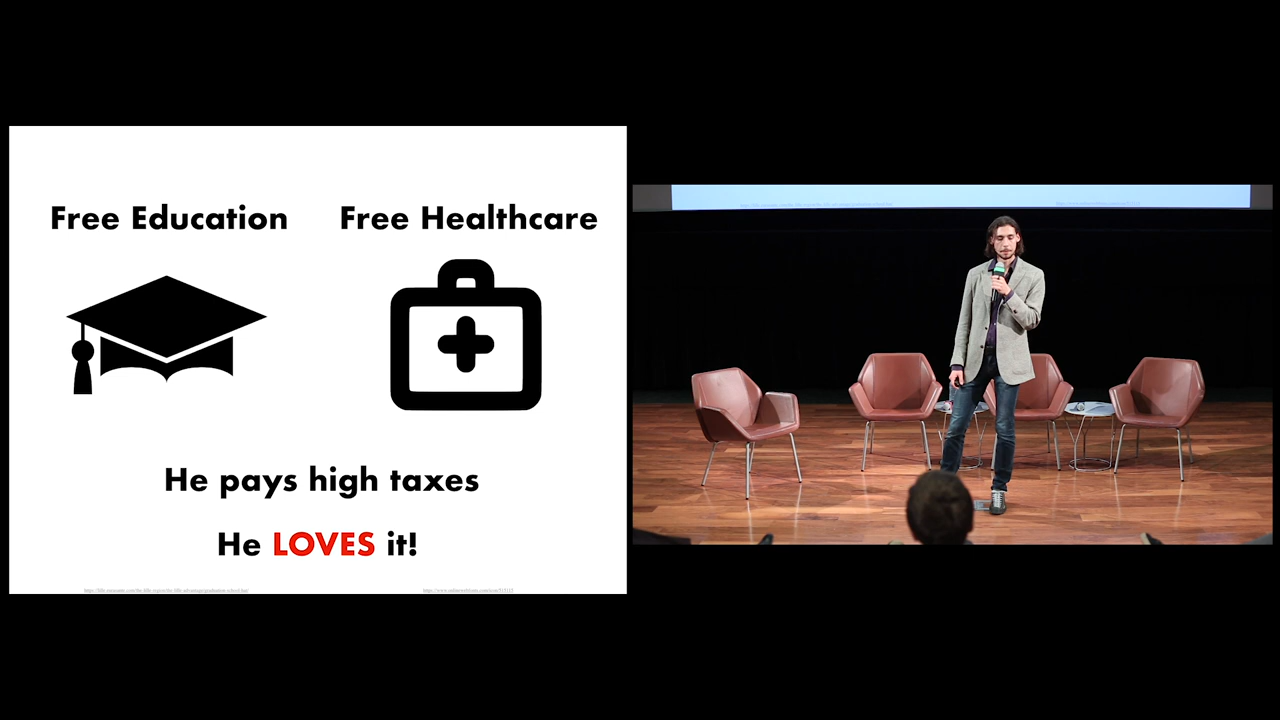 Free Education
Free Healthcare
He pays high taxes
He LOVES it!